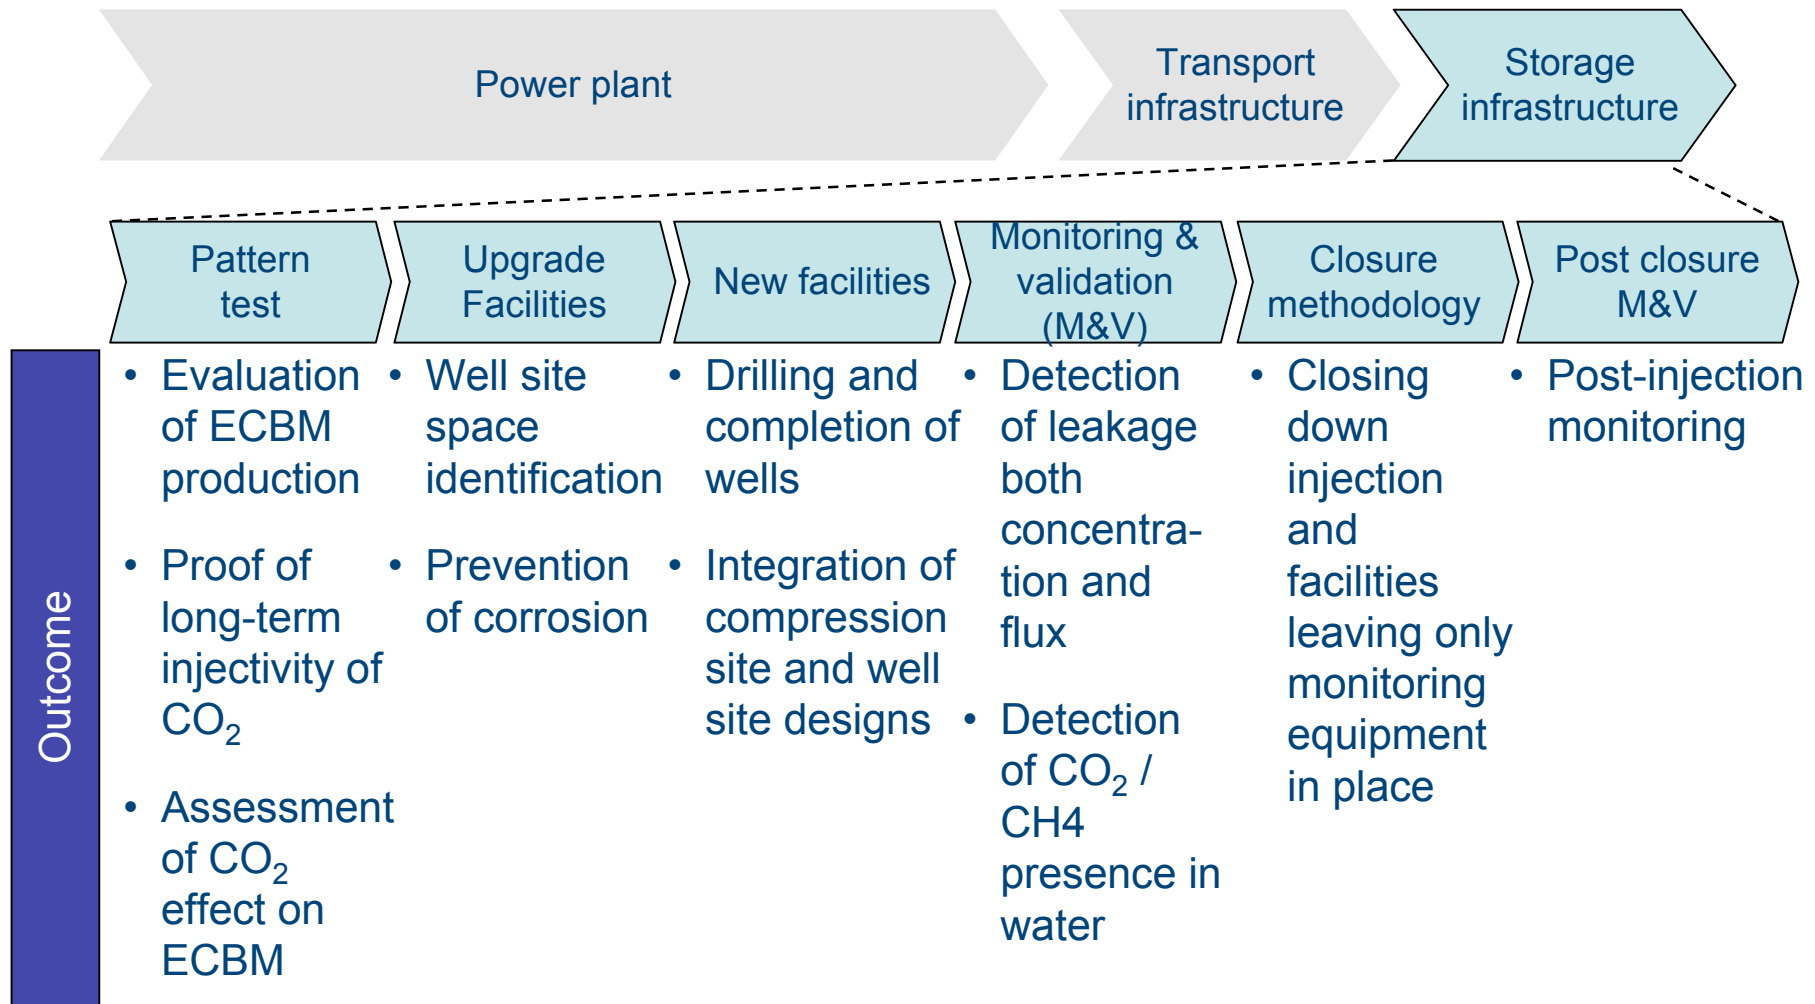 Power plant
Transport
infrastructure
Storage
infrastructure
Pattern
test
Upgrade
Facilities
New facilities
Monitoring &
validation
(M&V)
Closure
methodology
Post closure
M&V
Outcome
• Evaluation
of ECBM
production
• Proof of
long-term
injectivity of
CO₂
• Assessment
of CO₂
effect on
ECBM
• Well site
space
identification
• Prevention
of corrosion
• Drilling and
completion of
wells
• Integration of
compression
site and well
site designs
• Detection
of leakage
both
concentra-
tion and
flux
• Detection
of CO₂ /
CH4
presence in
water
• Closing
down
injection
and
facilities
leaving only
monitoring
equipment
in place
• Post-injection
monitoring